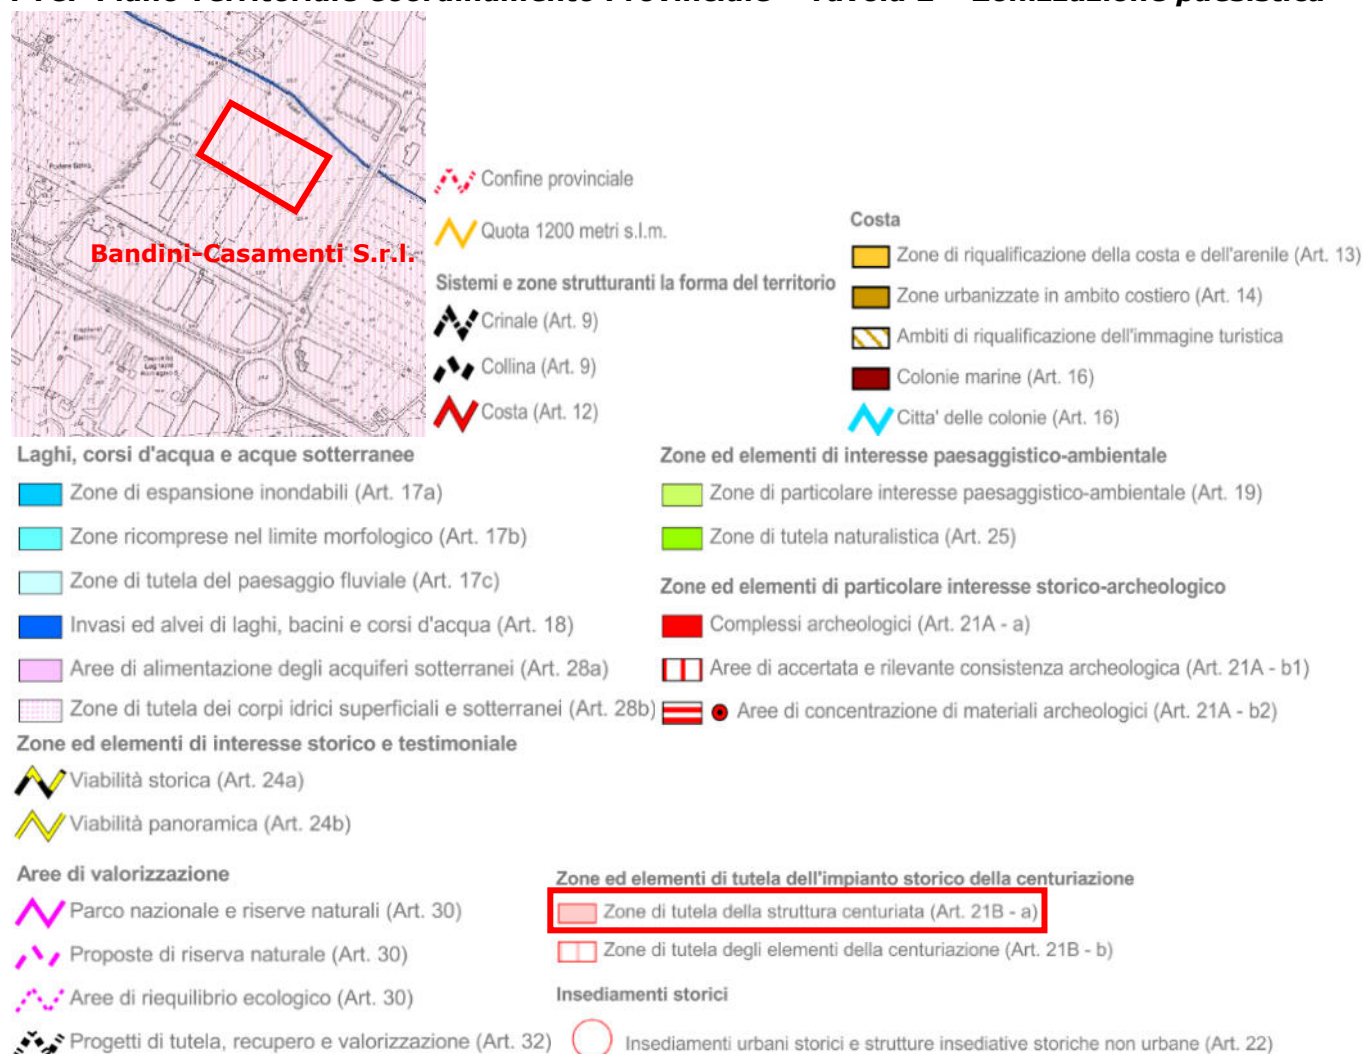 Bandini-Casamenti S.r.l.
Confine provinciale
Quota 1200 metri s.l.m.
Sistemi e zone strutturanti la forma del territorio
Crinale (Art. 9)
Collina (Art. 9)
Costa (Art. 12)
Costa
Zone di riqualificazione della costa e dell'arenile (Art. 13)
Zone urbanizzate in ambito costiero (Art. 14)
Ambiti di riqualificazione dell'immagine turistica
Colonie marine (Art. 16)
Citta' delle colonie (Art. 16)
Laghi, corsi d'acqua e acque sotterranee
Zone di espansione inondabili (Art. 17a)
Zone ricomprese nel limite morfologico (Art. 17b)
Zone di tutela del paesaggio fluviale (Art. 17c)
Invasi ed alvei di laghi, bacini e corsi d'acqua (Art. 18)
Aree di alimentazione degli acquiferi sotterranei (Art. 28a)
Zone di tutela dei corpi idrici superficiali e sotterranei (Art. 28b)
Zone ed elementi di interesse paesaggistico-ambientale
Zone di particolare interesse paesaggistico-ambientale (Art. 19)
Zone di tutela naturalistica (Art. 25)
Zone ed elementi di particolare interesse storico-archeologico
Complessi archeologici (Art. 21A - a)
Aree di accertata e rilevante consistenza archeologica (Art. 21A - b1)
Aree di concentrazione di materiali archeologici (Art. 21A - b2)
Zone ed elementi di interesse storico e testimoniale
Viabilità storica (Art. 24a)
Viabilità panoramica (Art. 24b)
Aree di valorizzazione
Parco nazionale e riserve naturali (Art. 30)
Proposte di riserva naturale (Art. 30)
Aree di riequilibrio ecologico (Art. 30)
Progetti di tutela, recupero e valorizzazione (Art. 32)
Zone ed elementi di tutela dell'impianto storico della centuriazione
Zone di tutela della struttura centuriata (Art. 21B - a)
Zone di tutela degli elementi della centuriazione (Art. 21B - b)
Insediamenti storici
Insediamenti urbani storici e strutture insediative storiche non urbane (Art. 22)